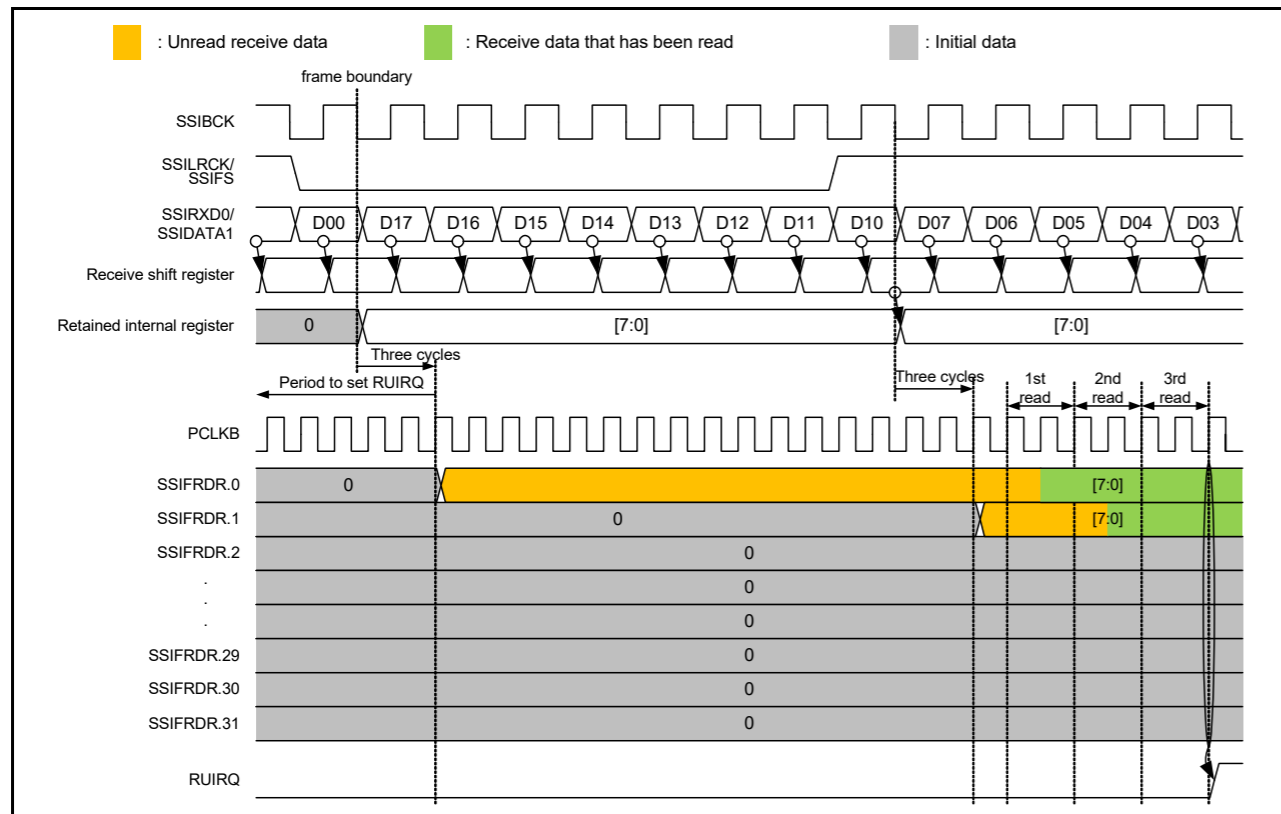 : Unread receive data : Receive data that has been read : Initial data
frame boundary
SSIBCK
SSILRCK/
SSIFS
SSIRXD0/
SSIDATA1
D00 D17 D16 D15 D14 D13 D12 D11 D10 D07 D06 D05 D04 D03
Receive shift register
Retained internal register 0 [7:0] [7:0]
Three cycles
Period to set RUIRQ
Three cycles
1st
read
2nd
read
3rd
read
PCLKB
SSIFRDR.0 0 [7:0]
SSIFRDR.1 0 [7:0]
SSIFRDR.2 0
. 0
.
. 0
SSIFRDR.29 0
SSIFRDR.30 0
SSIFRDR.31 0
RUIRQ